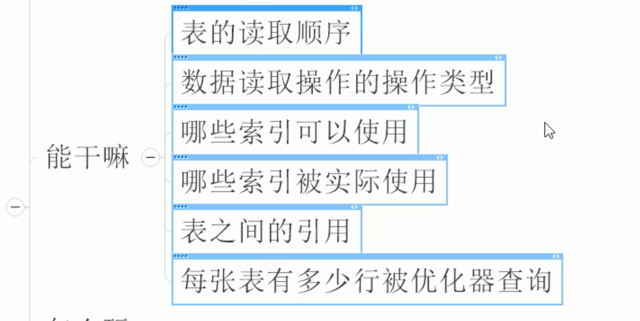 表的读取顺序
数据读取操作的操作类型
哪些索引可以使用
能干嘛
哪些索引被实际使用
表之间的引用
每张表有多少行被优化器查询